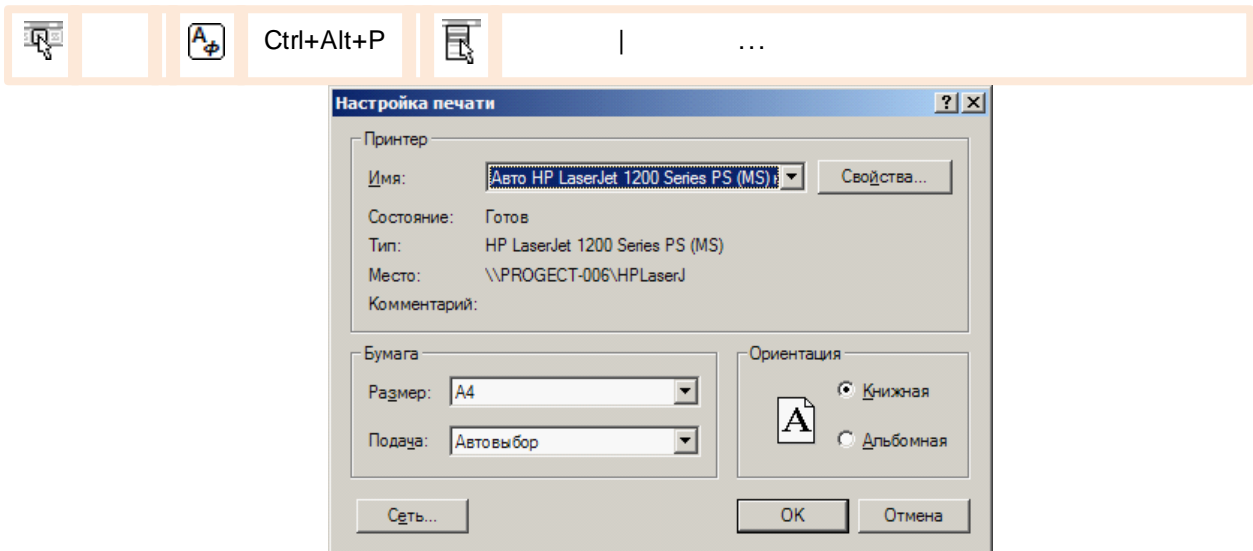 Аф Ctrl+Alt+P | ...
Настройка печати
Принтер
Имя: Авто HP LaserJet 1200 Series PS (MS) Свойства...
Состояние: Готов
Тип: HP LaserJet 1200 Series PS (MS)
Место: \\PROGECT-006\HPLaserJ
Комментарий:
Бумага Ориентация
Размер: A4 Книжная
A
Подача: Автовыбор Альбомная
Сеть... OK Отмена